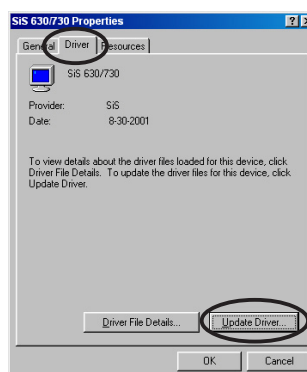 SiS 630/730 Properties
General Driver Resources
SiS 630/730
Provider: SiS
Date: 8-30-2001
To view details about the driver files loaded for this device, click
Driver File Details. To update the driver files for this device, click
Update Driver.
Driver File Details... Update Driver...
OK Cancel